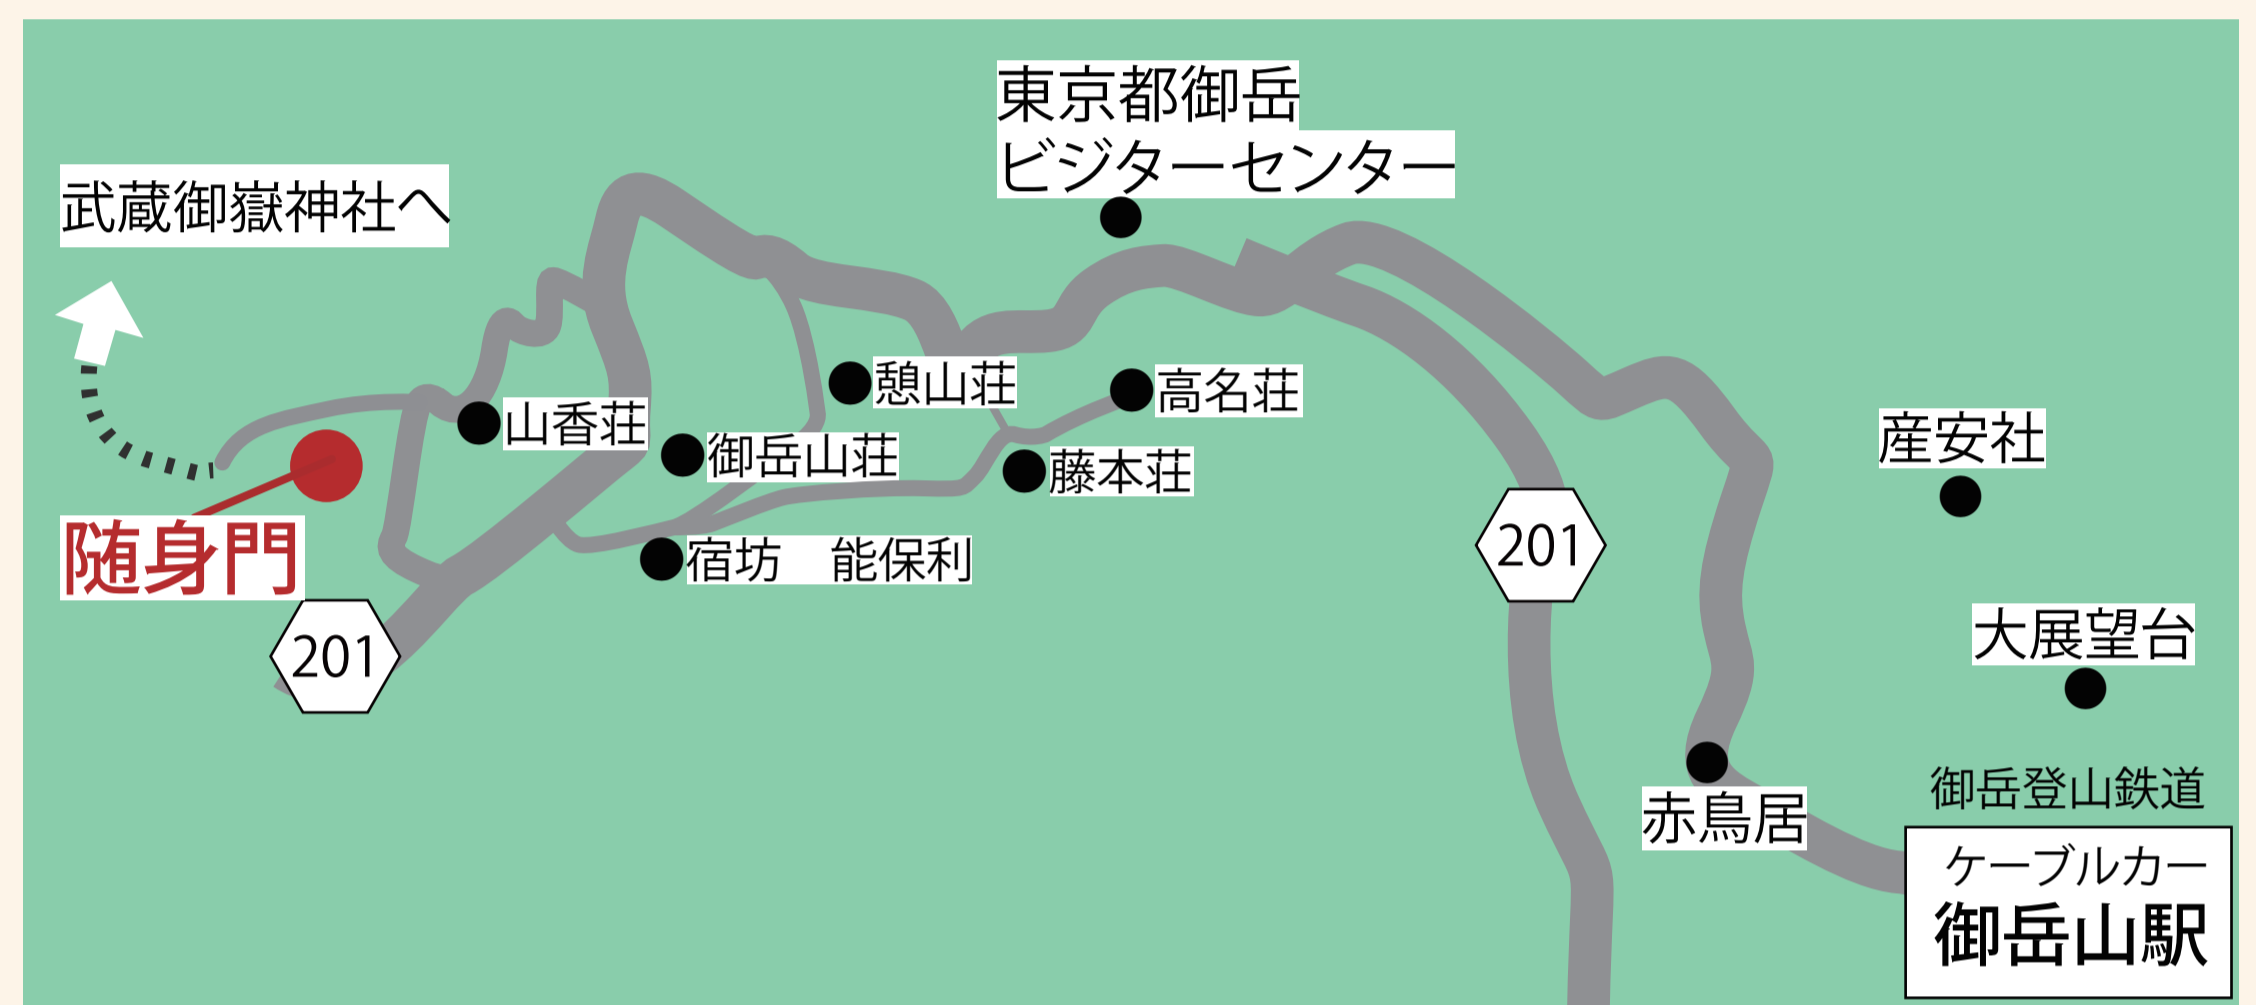 東京都御岳
ビジターセンター
武蔵御嶽神社へ
憩山荘
高名荘
山香荘
御岳山荘
藤本荘
産安社
随身門
宿坊　能保利
201
201
大展望台
赤鳥居
御岳登山鉄道
ケーブルカー
御岳山駅